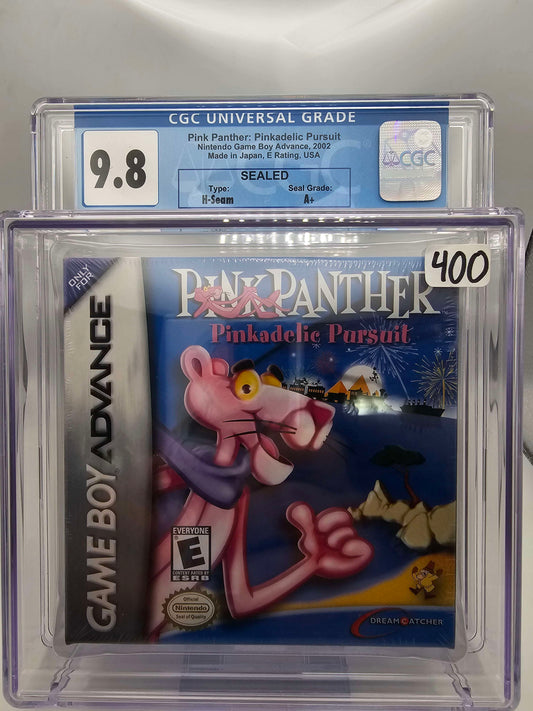 CGC UNIVERSAL GRADE
9.8
Pink Panther: Pinkadelic Pursuit
Nintendo Game Boy Advance, 2002
Made in Japan, E Rating, USA
SEALED
Type:
H-Seam
Seal Grade:
A+
CGC
400
ONLY FOR
GAME BOY ADVANCE
PINK PANTHER
Pinkadelic Pursuit
EVERYONE
E
CONTENT RATED BY
ESRB
Official
Nintendo
Seal of Quality
DREAMCATCHER